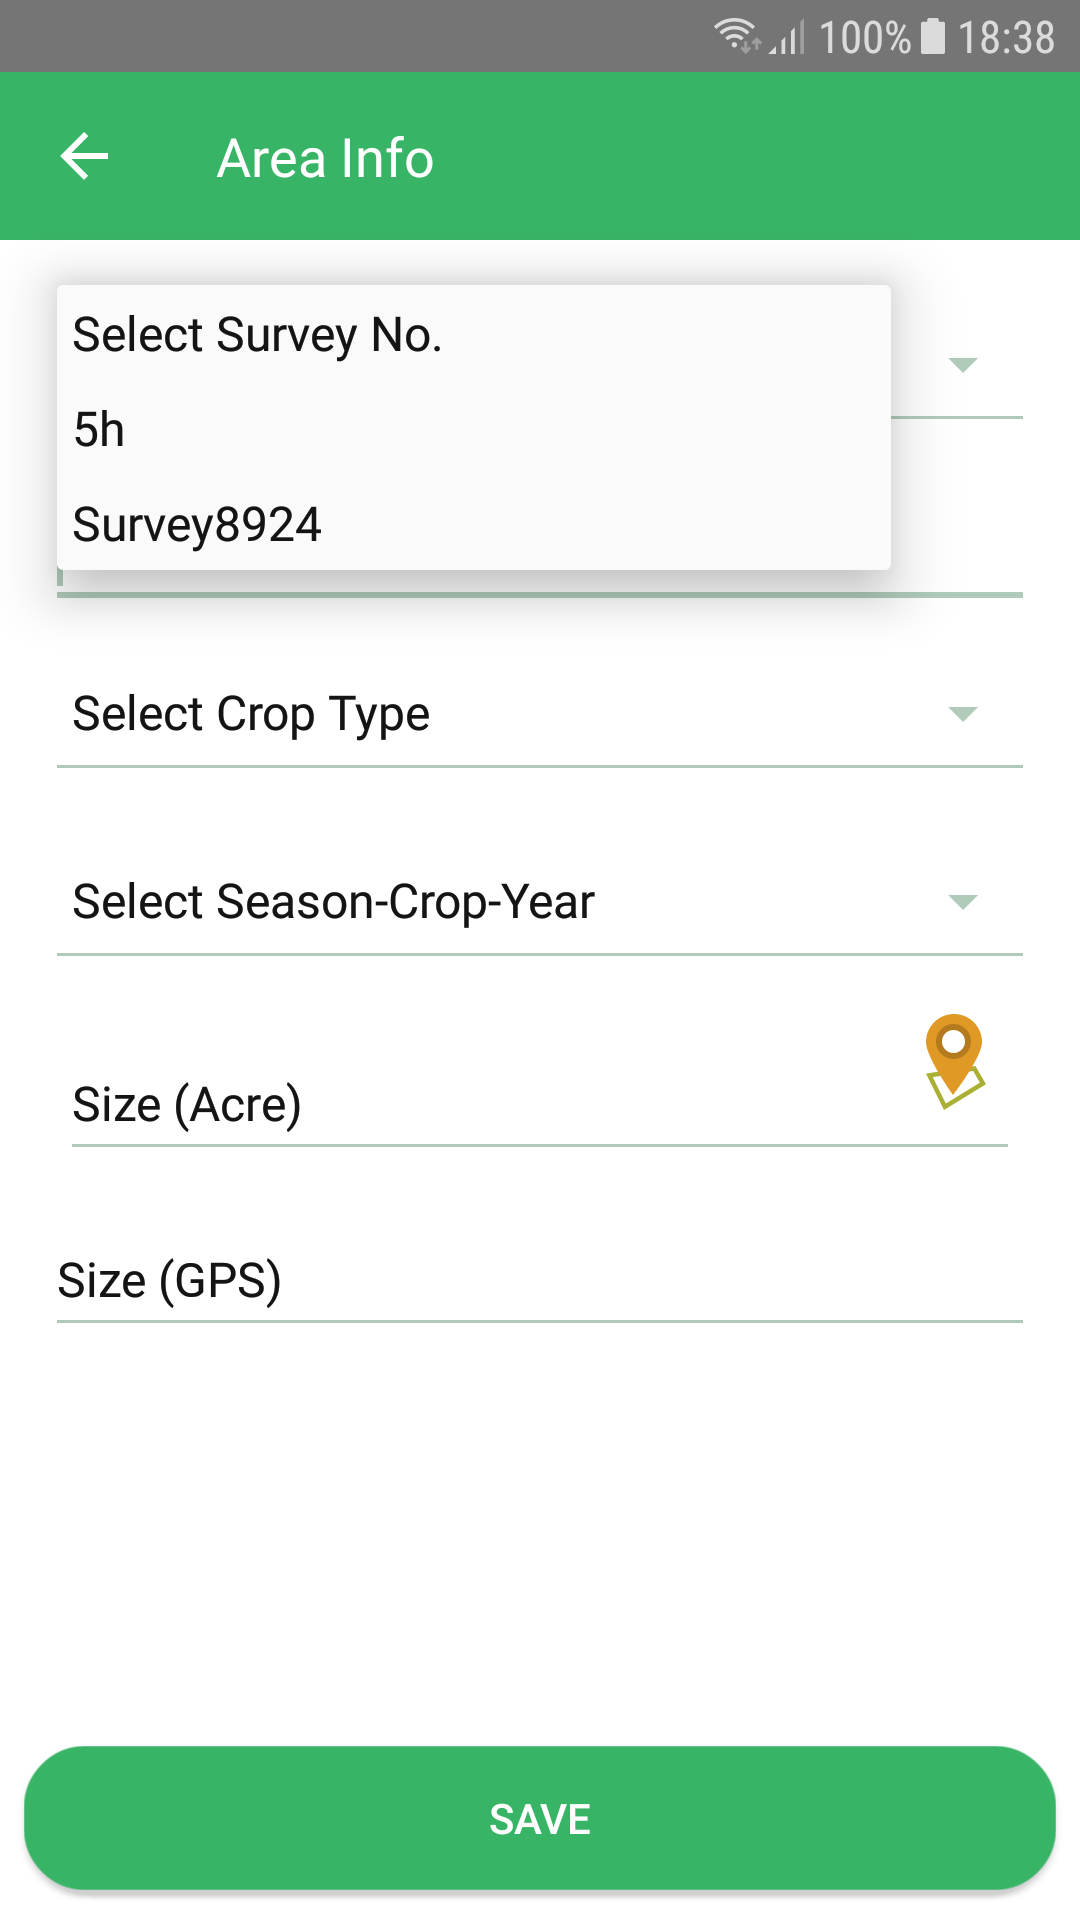 100% 18:38
Area Info
Select Survey No.
5h
Survey8924
Select Crop Type
Select Season-Crop-Year
Size (Acre)
Size (GPS)
SAVE